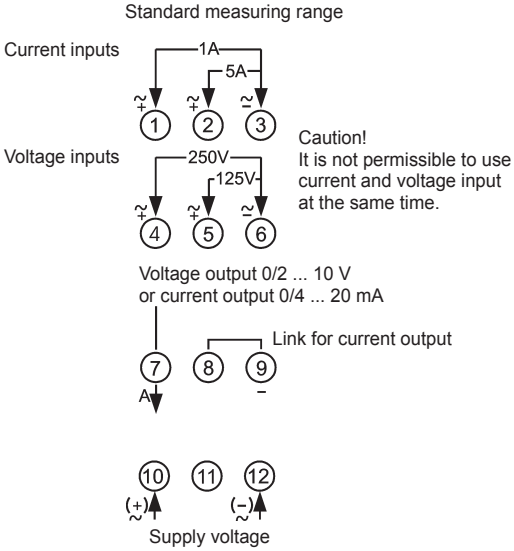 Standard measuring range
Current inputs
1A
5A
~ + ~ + ~ −
1 2 3
Caution!
It is not permissible to use
current and voltage input
at the same time.
Voltage inputs
250V
125V
~ + ~ + ~ −
4 5 6
Voltage output 0/2 ... 10 V
or current output 0/4 ... 20 mA
Link for current output
7 8 9
A −
10 11 12
(+) ~ (−) ~
Supply voltage